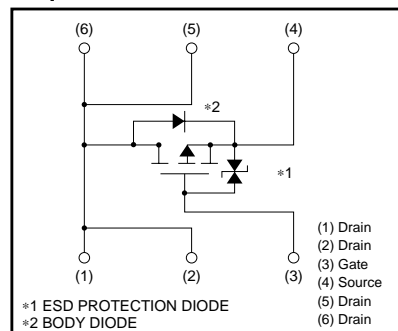 (6) (5) (4)
∗2
∗1
(1) Drain
(2) Drain
(3) Gate
(4) Source
(5) Drain
(6) Drain
(1) (2) (3)
∗1 ESD PROTECTION DIODE
∗2 BODY DIODE